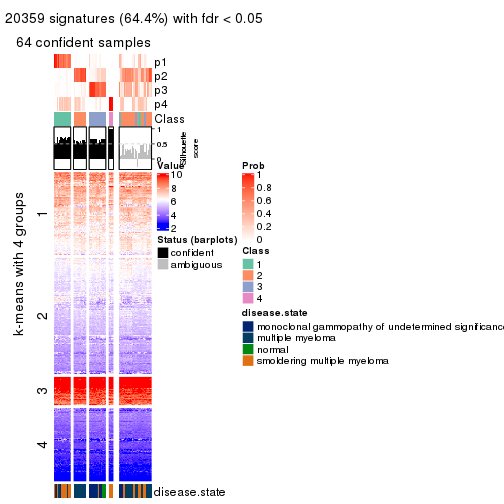 20359 signatures (64.4%) with fdr < 0.05
64 confident samples
p1
p2
p3
p4
Class
1
0.5
0
Silhouette
score
k-means with 4 groups
1
2
3
4
disease.state
Value
10
8
6
4
2
Status (barplots)
confident
ambiguous
Prob
1
0.8
0.6
0.4
0.2
0
Class
1
2
3
4
disease.state
monoclonal gammopathy of undetermined significance
multiple myeloma
normal
smoldering multiple myeloma